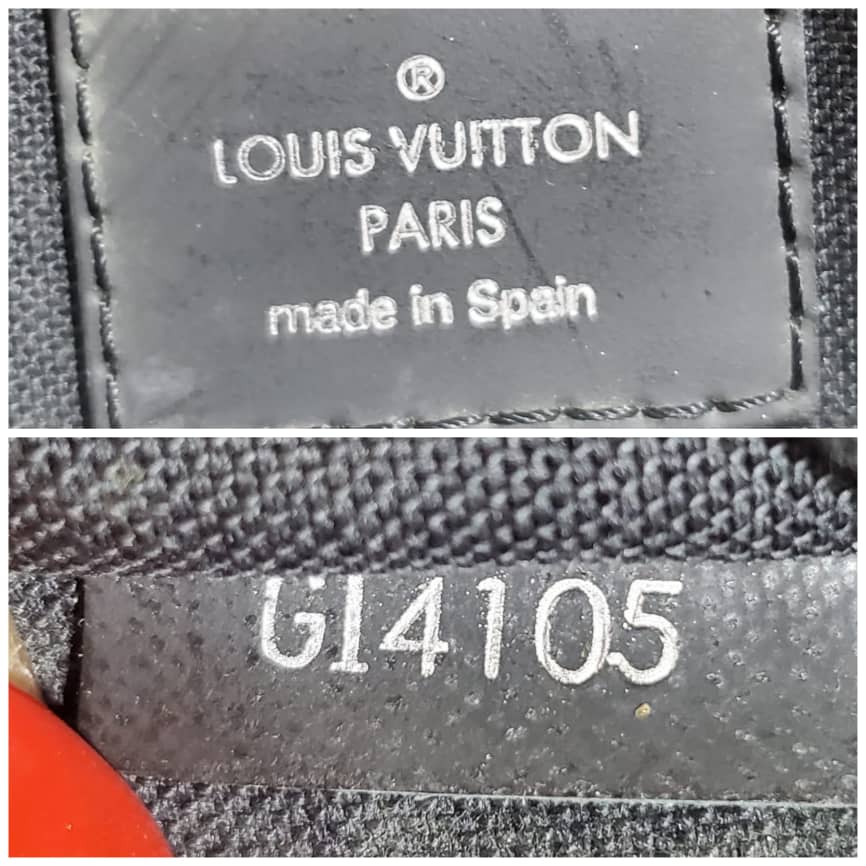 ®
LOUIS VUITTON
PARIS
made in Spain
GI4105